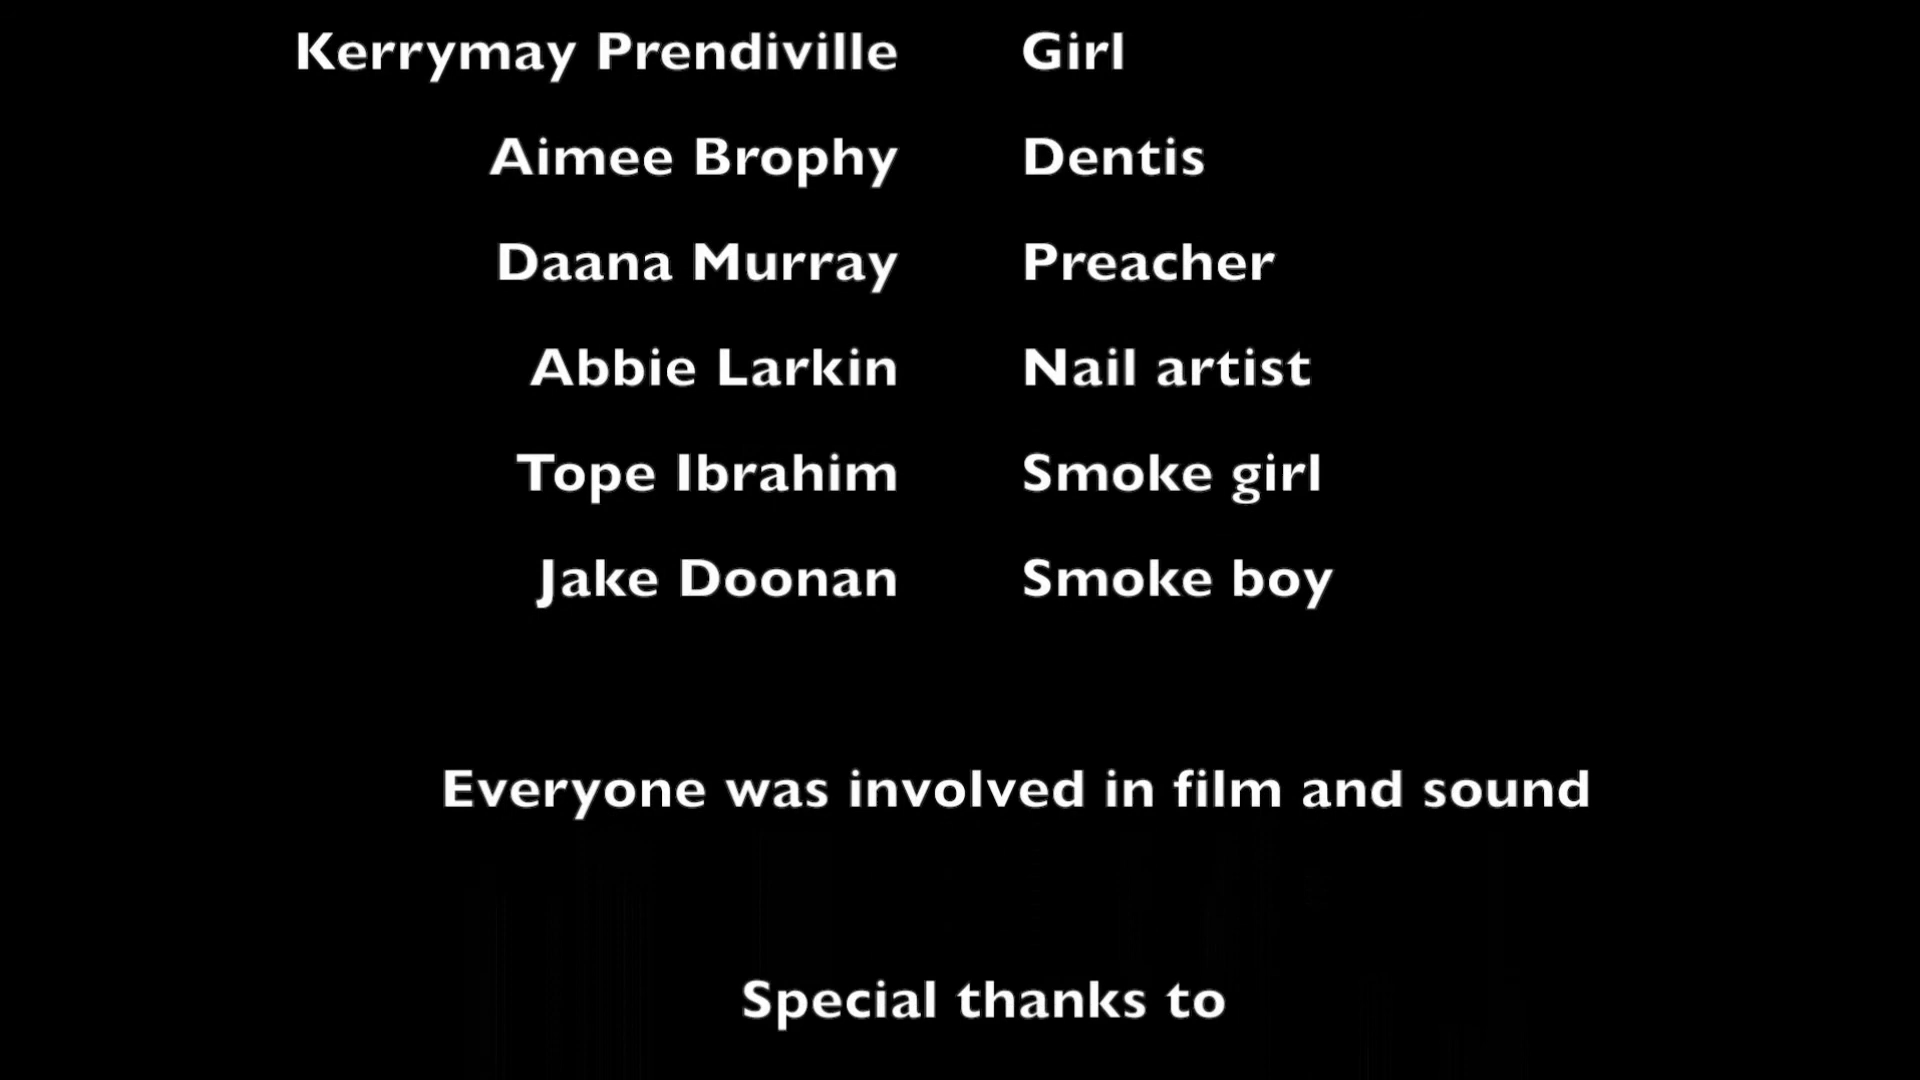 Kerrymay Prendiville Girl
Aimee Brophy Dentis
Daana Murray Preacher
Abbie Larkin Nail artist
Tope Ibrahim Smoke girl
Jake Doonan Smoke boy
Everyone was involved in film and sound
Special thanks to